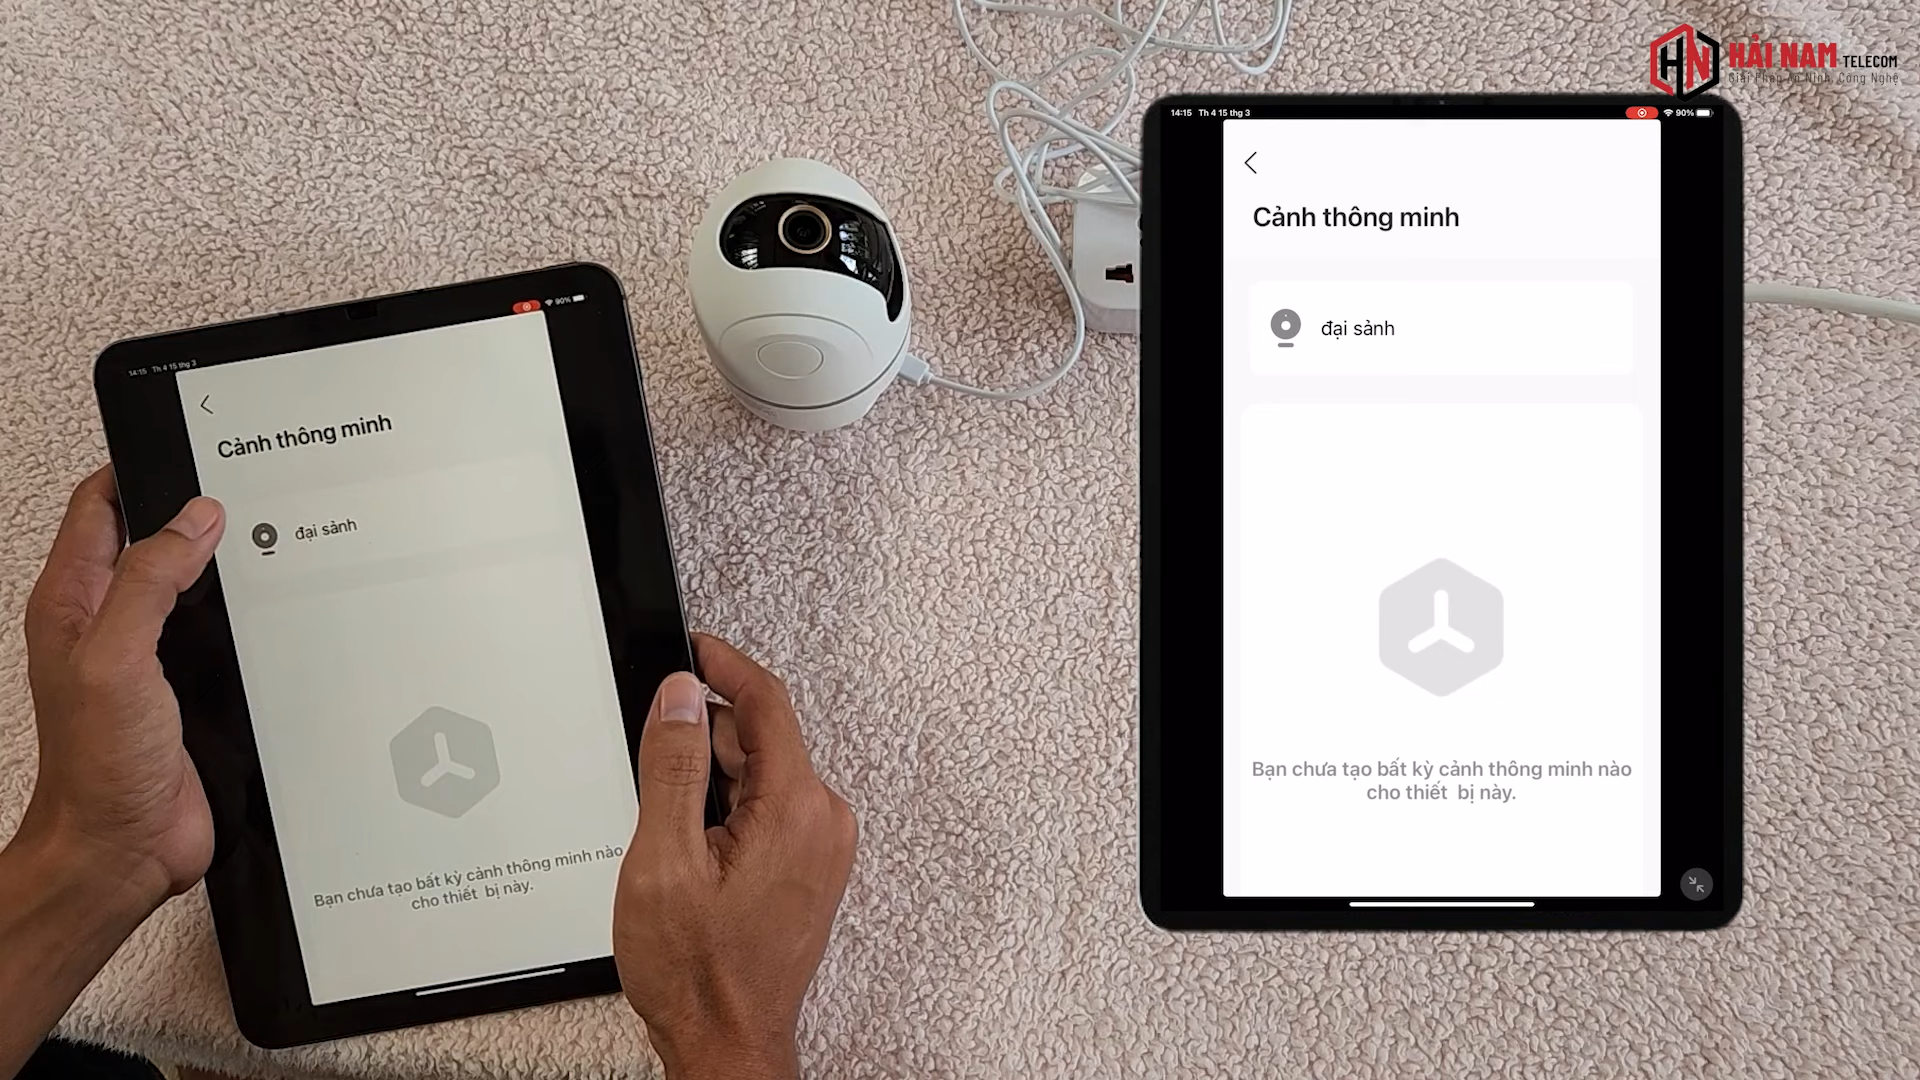 HẢI NAM TELECOM
Giải Pháp An Ninh, Công Nghệ
14:15 Th 4 15 thg 3
90%
Cảnh thông minh
đại sảnh
Bạn chưa tạo bất kỳ cảnh thông minh nào
cho thiết bị này.
14:15 Th 4 15 thg 3
90%
Cảnh thông minh
đại sảnh
Bạn chưa tạo bất kỳ cảnh thông minh nào
cho thiết bị này.